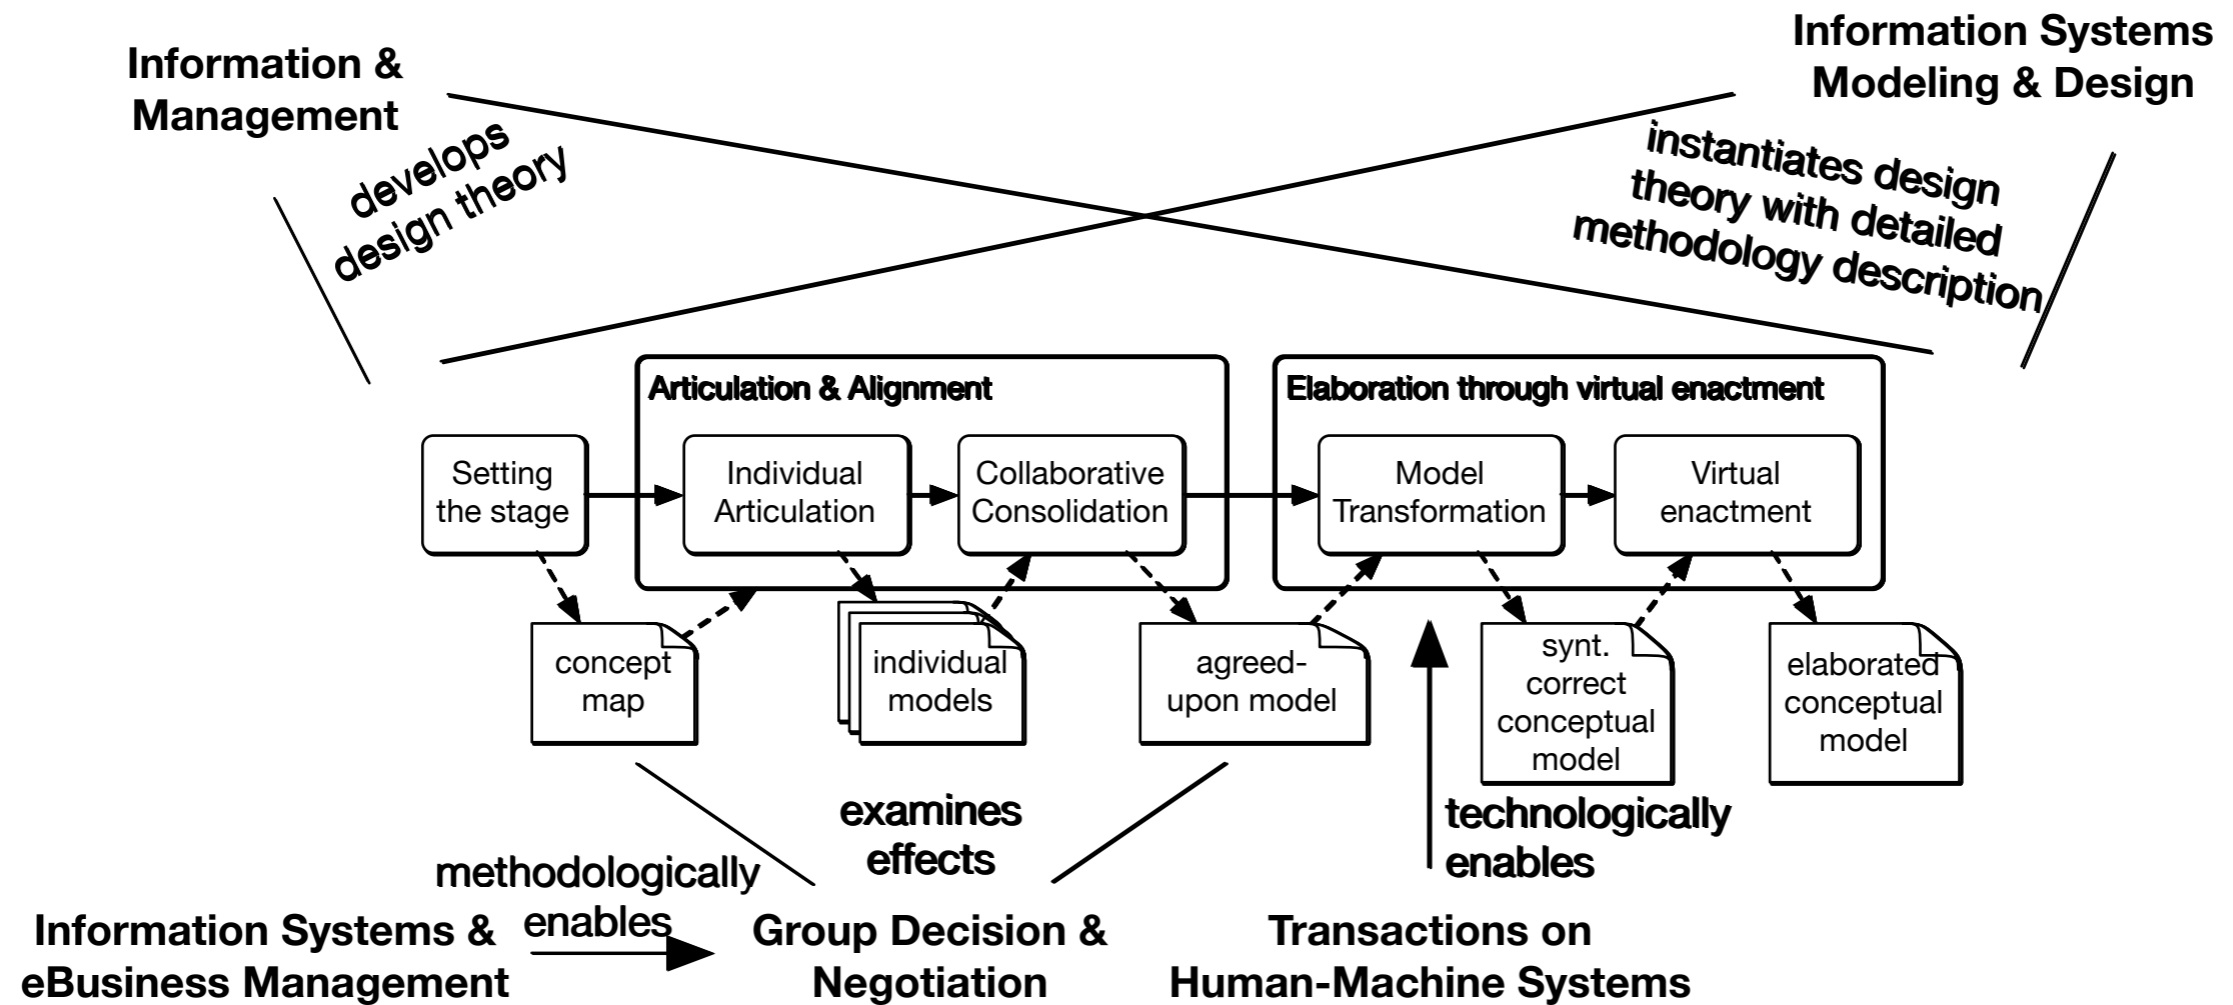 Information &
Management
Information Systems
Modeling & Design
develops
design theory
instantiates design
theory with detailed
methodology description
Articulation & Alignment
Elaboration through virtual enactment
Setting
the stage
Individual
Articulation
Collaborative
Consolidation
Model
Transformation
Virtual
enactment
concept
map
individual
models
agreed-
upon model
synt.
correct
conceptual
model
elaborated
conceptual
model
examines
effects
technologically
enables
methodologically
enables
Information Systems &
eBusiness Management
Group Decision &
Negotiation
Transactions on
Human-Machine Systems